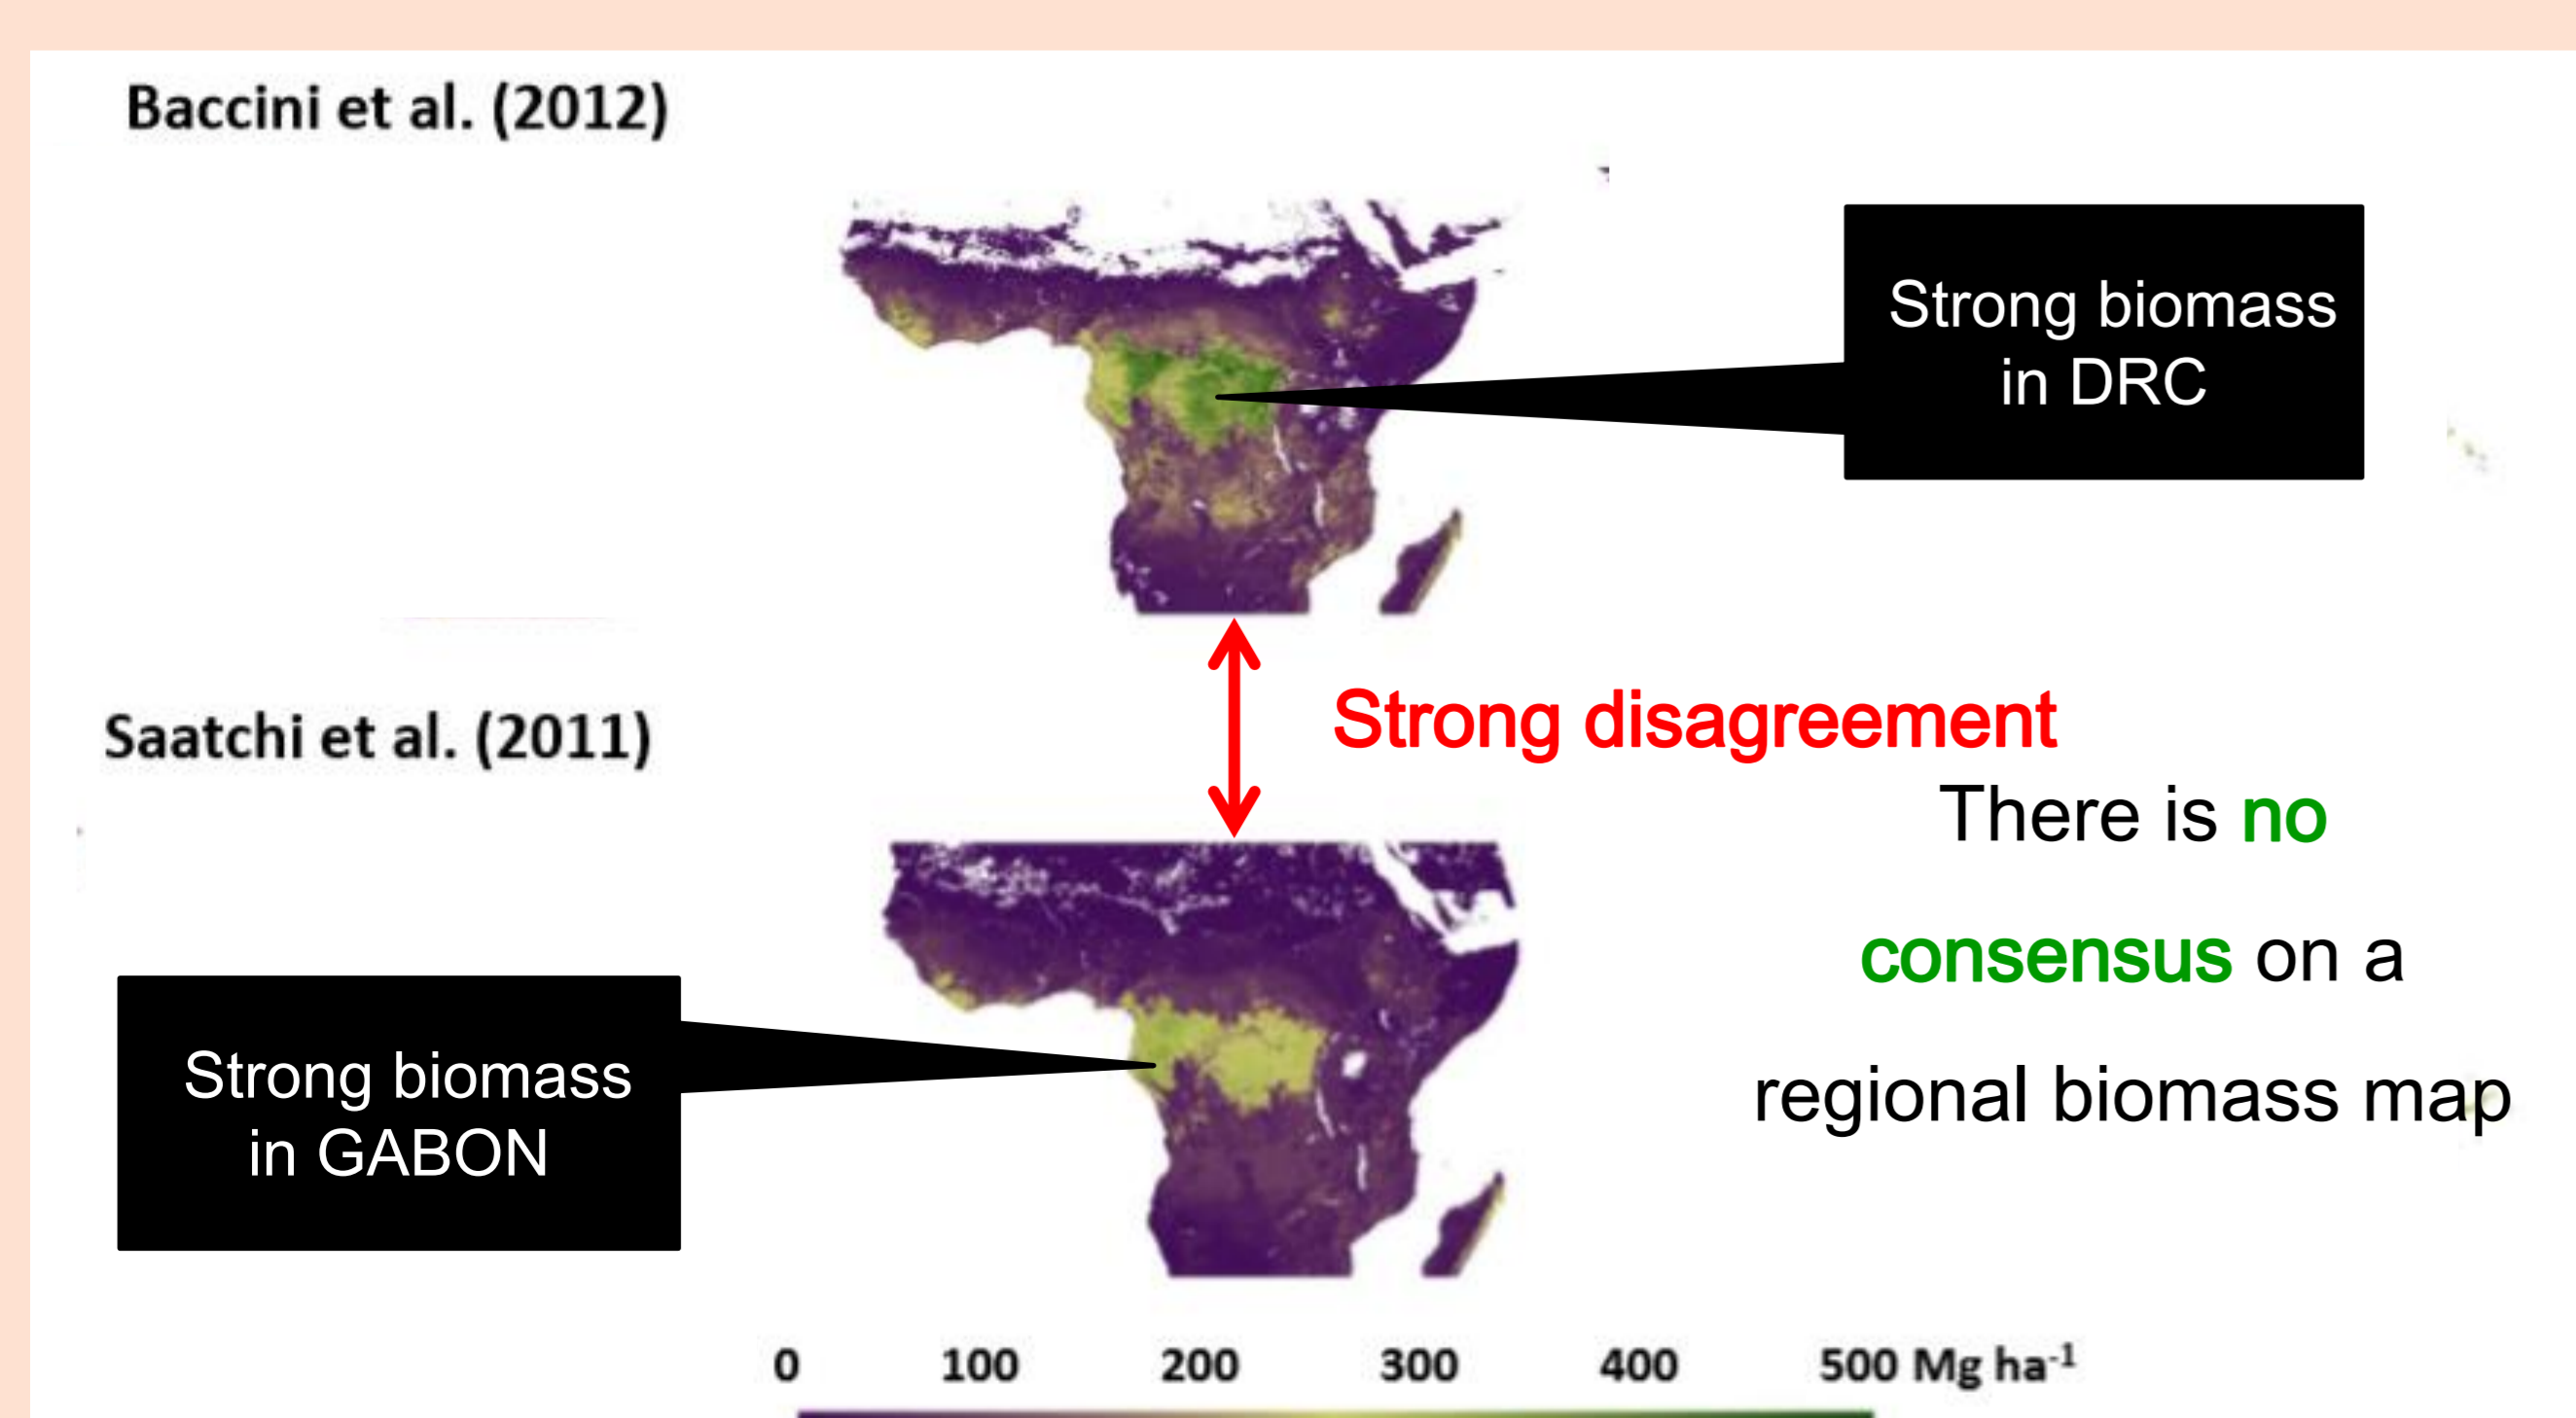 Baccini et al. (2012)
Strong biomass
in DRC
Strong disagreement
Saatchi et al. (2011)
There is no
consensus on a
regional biomass map
Strong biomass
in GABON
0 100 200 300 400 500 Mg ha⁻¹